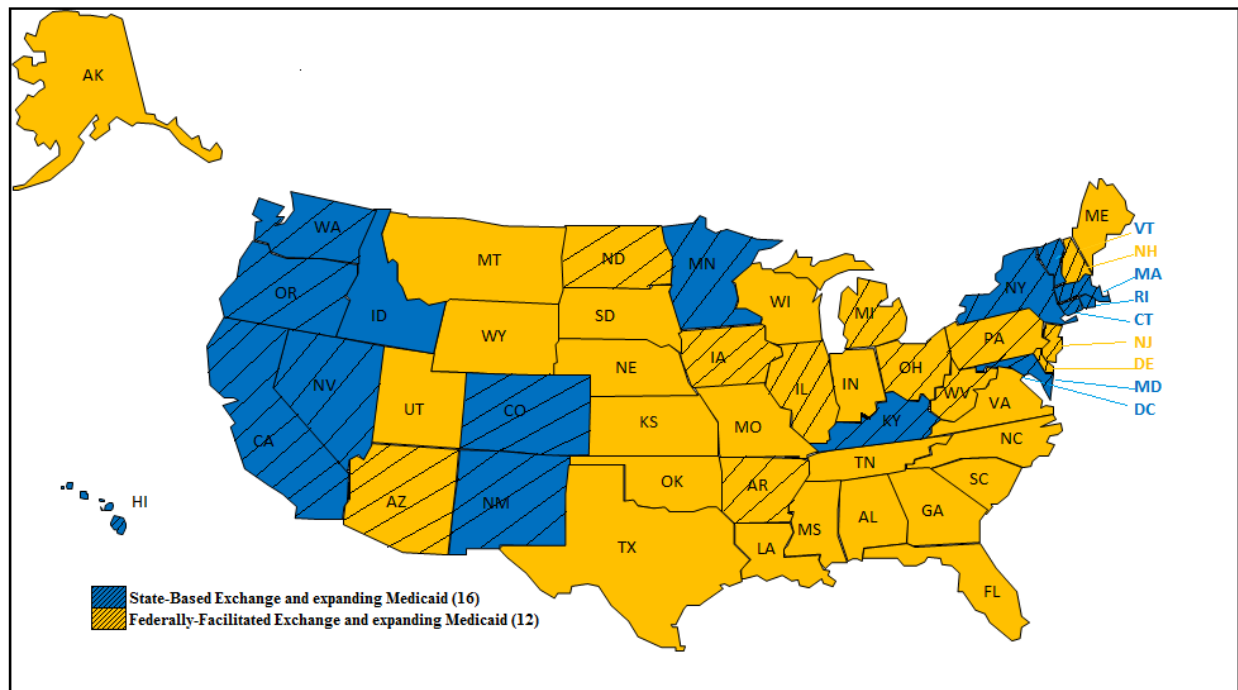 AK
ME
WA
VT
MT
ND
NH
MN
MA
OR
NY
RI
ID
WI
SD
MI
CT
WY
PA
NJ
IA
NE
OH
DE
NV
IL
IN
MD
UT
CO
WV
VA
DC
KS
MO
KY
CA
NC
TN
OK
SC
AZ
NM
AR
HI
GA
AL
MS
TX
LA
FL
State-Based Exchange and expanding Medicaid (16)
Federally-Facilitated Exchange and expanding Medicaid (12)